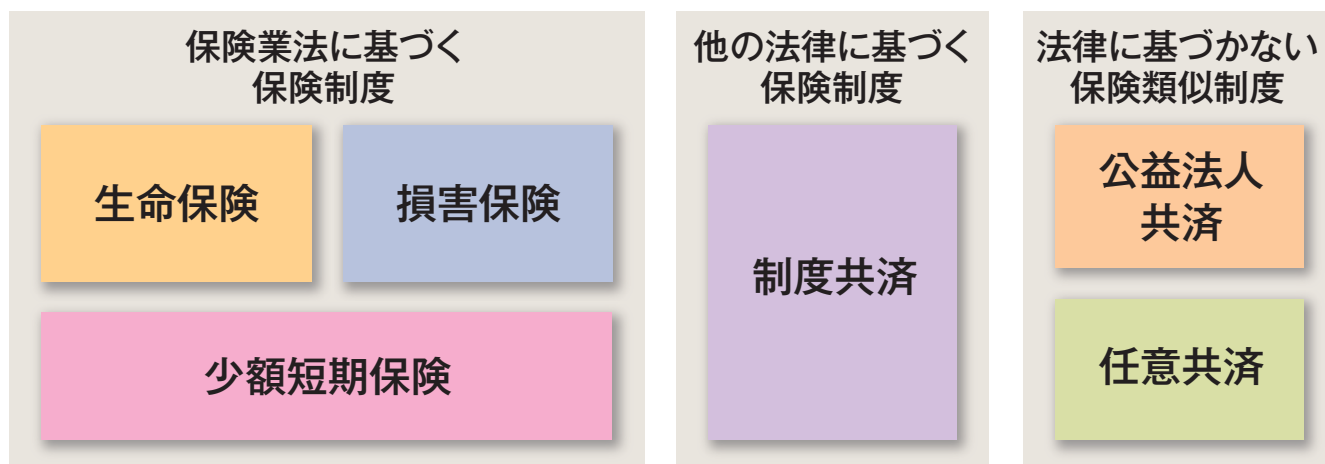 保険業法に基づく
保険制度
生命保険
損害保険
少額短期保険
他の法律に基づく
保険制度
制度共済
法律に基づかない
保険類似制度
公益法人
共済
任意共済